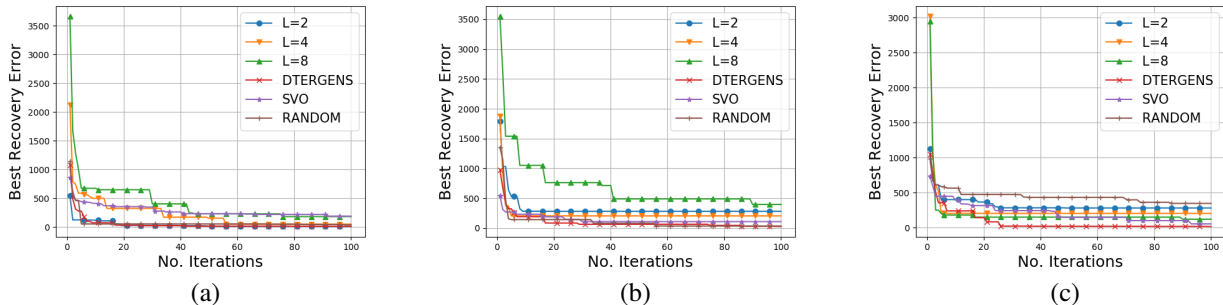 3500
3000
2500
2000
1500
1000
500
0
Best Recovery Error
L=2
L=4
L=8
DTERGENS
SVO
RANDOM
0 20 40 60 80 100
No. Iterations
(a)
3500
3000
2500
2000
1500
1000
500
0
Best Recovery Error
L=2
L=4
L=8
DTERGENS
SVO
RANDOM
0 20 40 60 80 100
No. Iterations
(b)
3000
2500
2000
1500
1000
500
0
Best Recovery Error
L=2
L=4
L=8
DTERGENS
SVO
RANDOM
0 20 40 60 80 100
No. Iterations
(c)